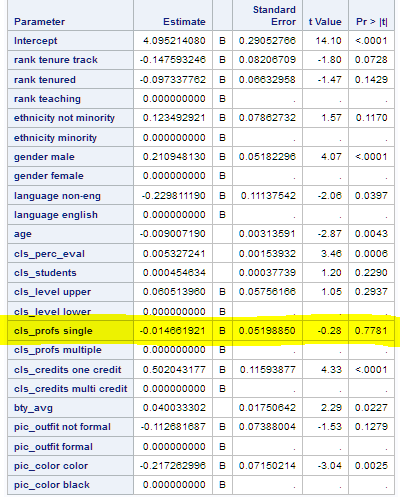 Parameter Estimate Standard Error t Value Pr > |t|
Intercept 4.095214080 B 0.29052766 14.10 <.0001
rank tenure track -0.147593246 B 0.08206709 -1.80 0.0728
rank tenured -0.097337762 B 0.06632958 -1.47 0.1429
rank teaching 0.000000000 B . . .
ethnicity not minority 0.123492921 B 0.07862732 1.57 0.1170
ethnicity minority 0.000000000 B . . .
gender male 0.210948130 B 0.05182296 4.07 <.0001
gender female 0.000000000 B . . .
language non-eng -0.229811190 B 0.11137542 -2.06 0.0397
language english 0.000000000 B . . .
age -0.009007190 0.00313591 -2.87 0.0043
cls_perc_eval 0.005327241 0.00153932 3.46 0.0006
cls_students 0.000454634 0.00037739 1.20 0.2290
cls_level upper 0.060513960 B 0.05756166 1.05 0.2937
cls_level lower 0.000000000 B . . .
cls_profs single -0.014661921 B 0.05198850 -0.28 0.7781
cls_profs multiple 0.000000000 B . . .
cls_credits one credit 0.502043177 B 0.11593877 4.33 <.0001
cls_credits multi credit 0.000000000 B . . .
bty_avg 0.040033302 0.01750642 2.29 0.0227
pic_outfit not formal -0.112681687 B 0.07388004 -1.53 0.1279
pic_outfit formal 0.000000000 B . . .
pic_color color -0.217262996 B 0.07150214 -3.04 0.0025
pic_color black 0.000000000 B . . .